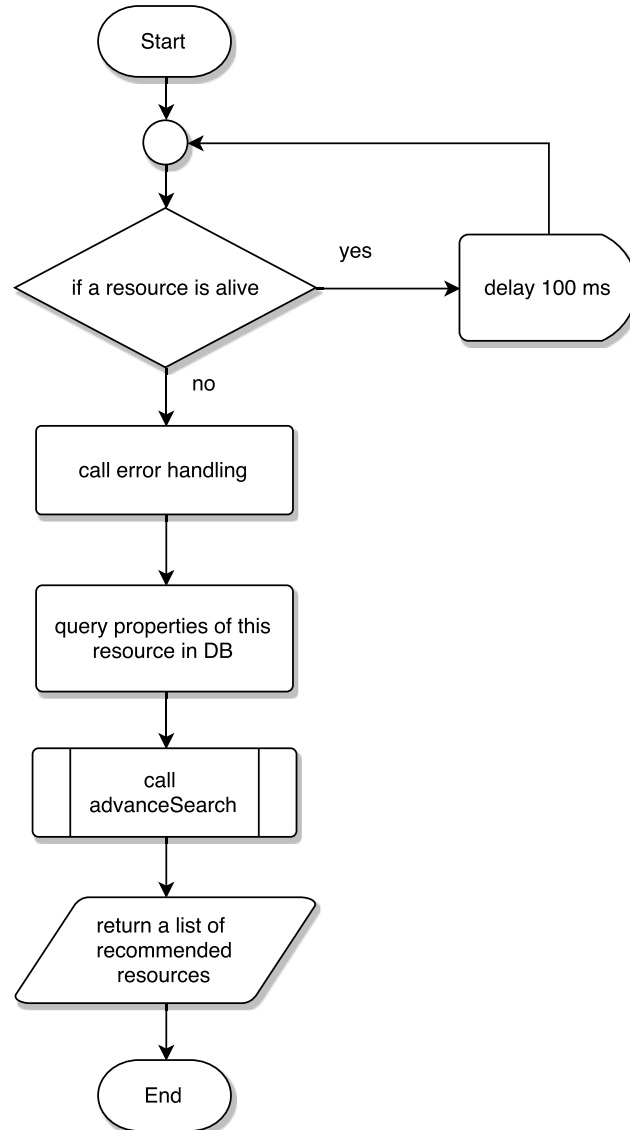 Start
if a resource is alive
yes
delay 100 ms
no
call error handling
query properties of this
resource in DB
call
advanceSearch
return a list of
recommended
resources
End